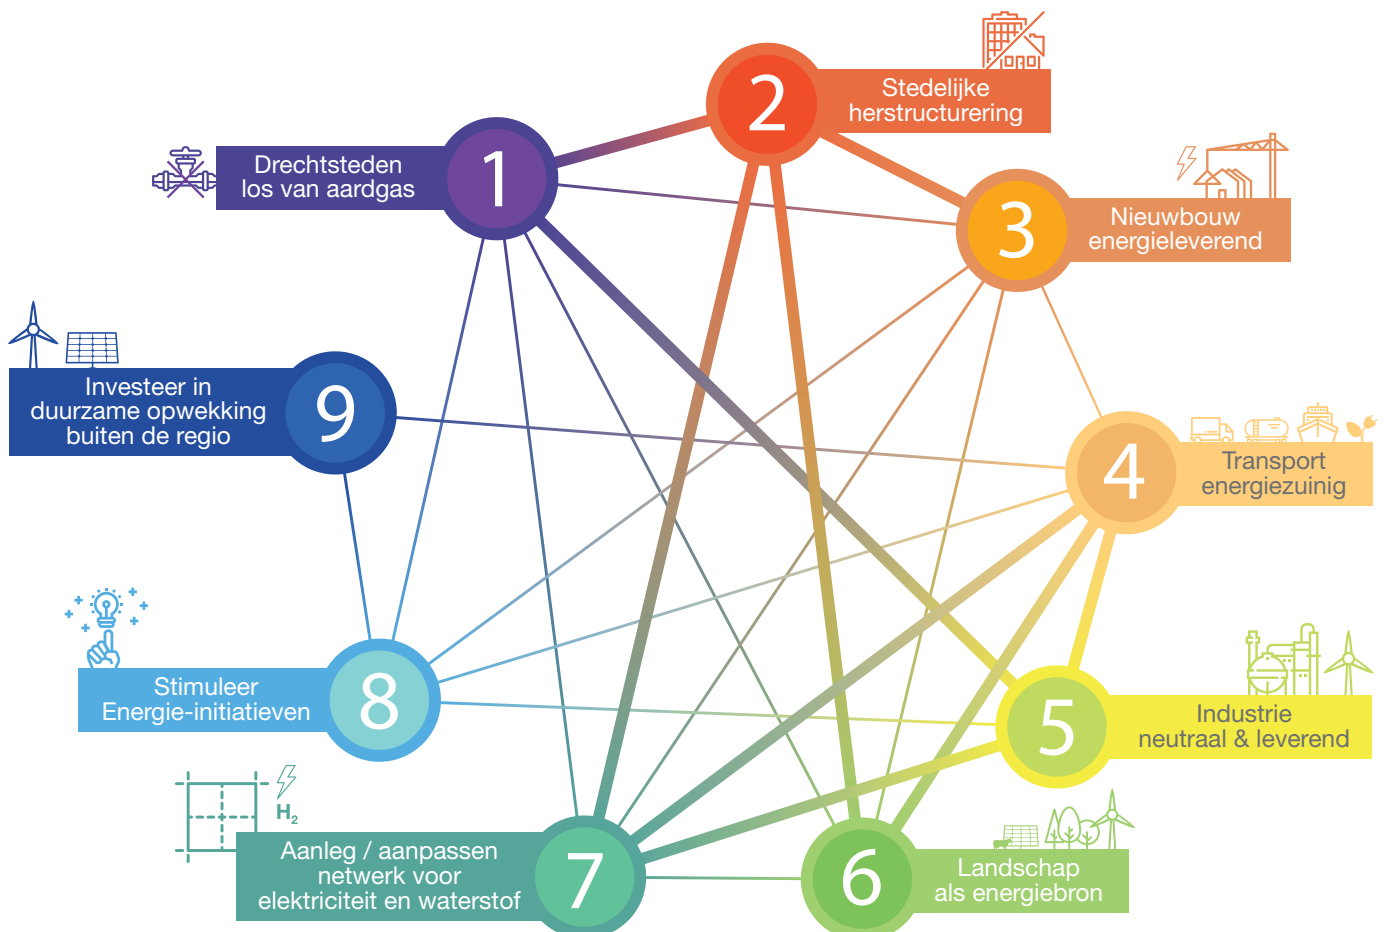 1
Drechtsteden
los van aardgas
2
Stedelijke
herstructurering
3
Nieuwbouw
energieleverend
4
Transport
energiezuinig
5
Industrie
neutraal & leverend
6
Landschap
als energiebron
7
Aanleg / aanpassen
netwerk voor
elektriciteit en waterstof
H₂
8
Stimuleer
Energie-initiatieven
9
Investeer in
duurzame opwekking
buiten de regio